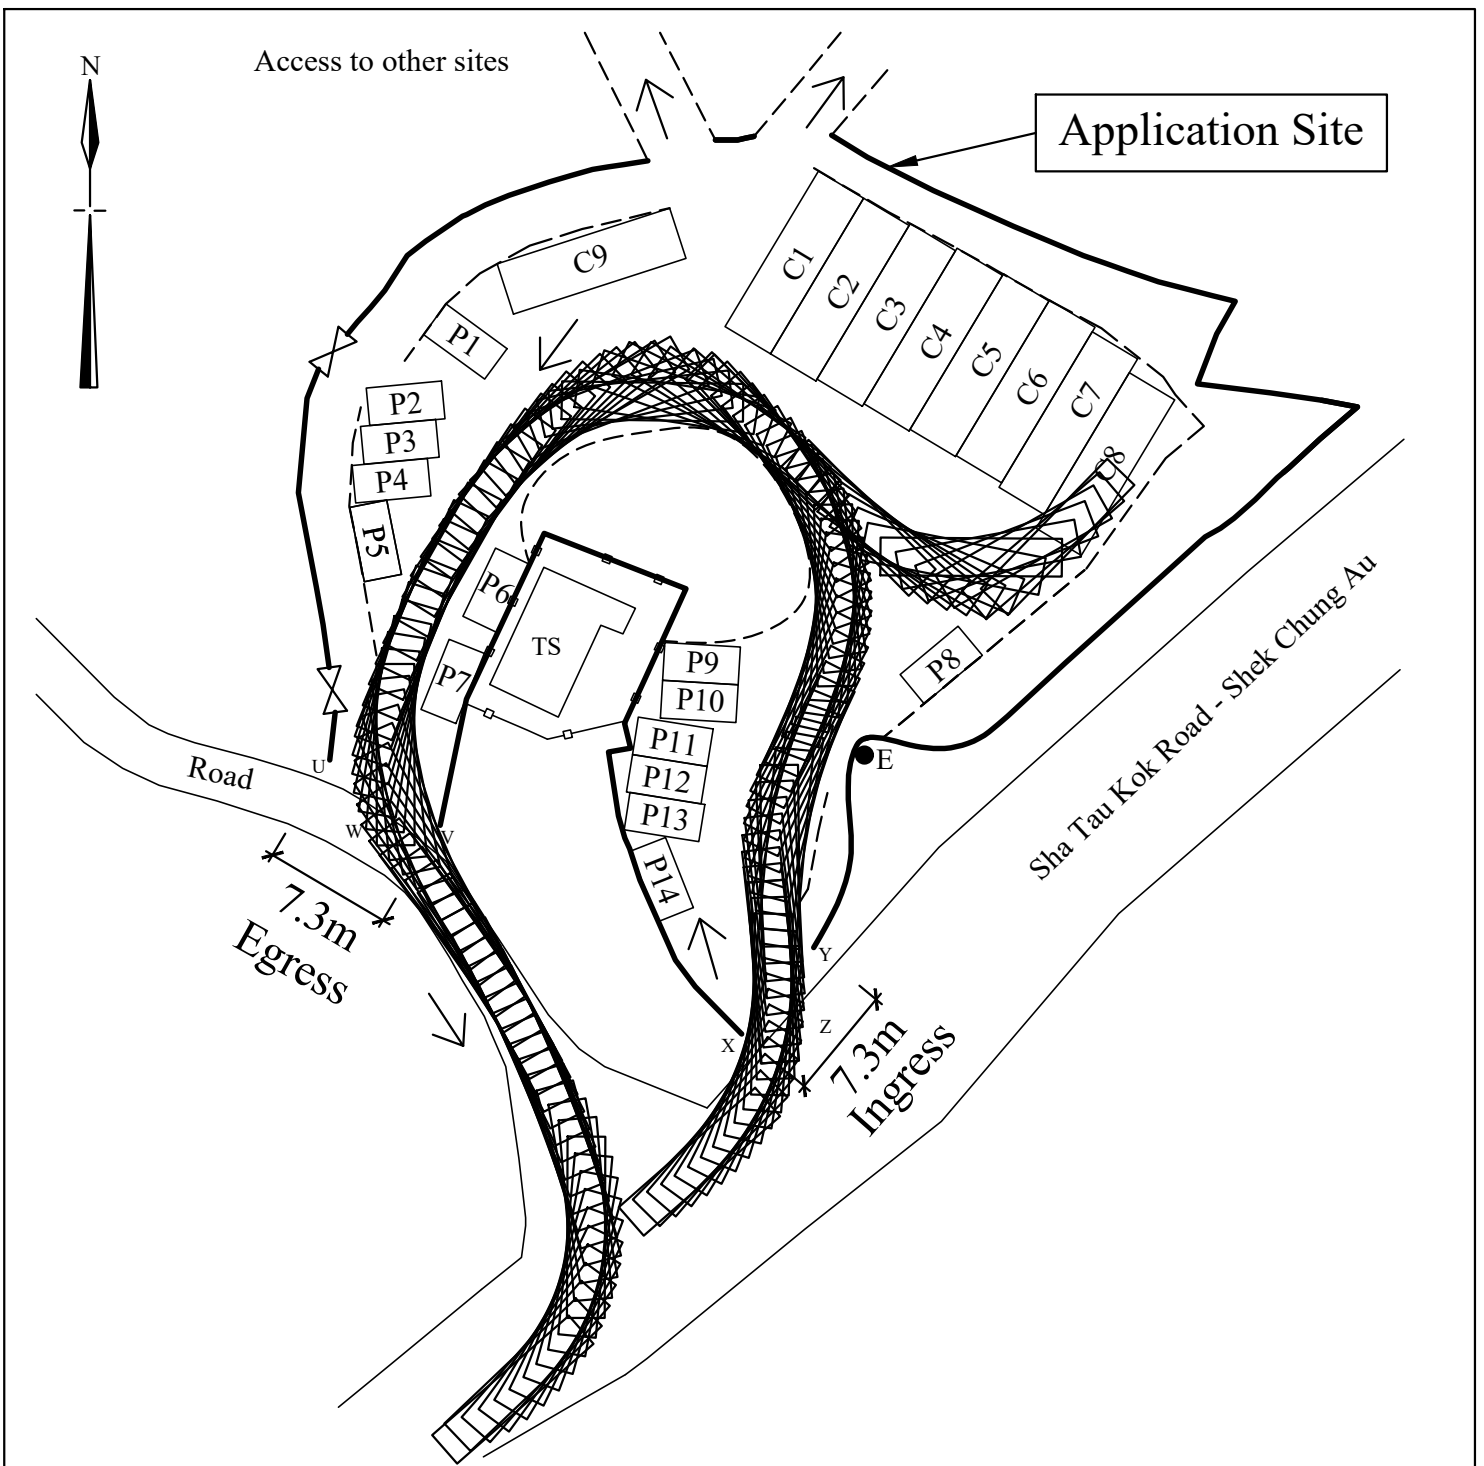 N
Access to other sites
Application Site
C1
C2
C3
C4
C5
C6
C7
C8
C9
P1
P2
P3
P4
P5
P6
P7
TS
P8
P9
P10
P11
P12
P13
P14
E
Sha Tau Kok Road - Shek Chung Au
Road
U
W
V
Y
X
Z
7.3m
Egress
7.3m
Ingress